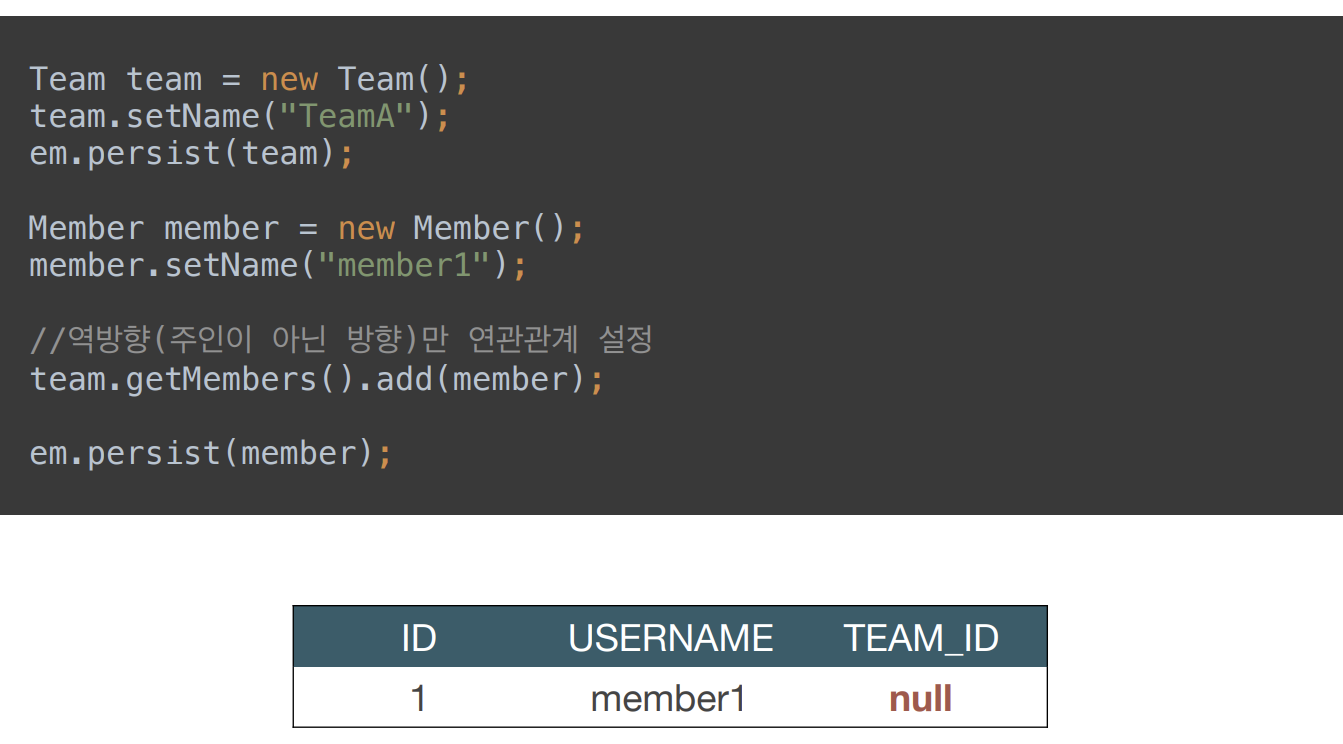 Team team = new Team();
team.setName("TeamA");
em.persist(team);
Member member = new Member();
member.setName("member1");
//역방향(주인이 아닌 방향)만 연관관계 설정
team.getMembers().add(member);
em.persist(member);
ID USERNAME TEAM_ID
1 member1 null